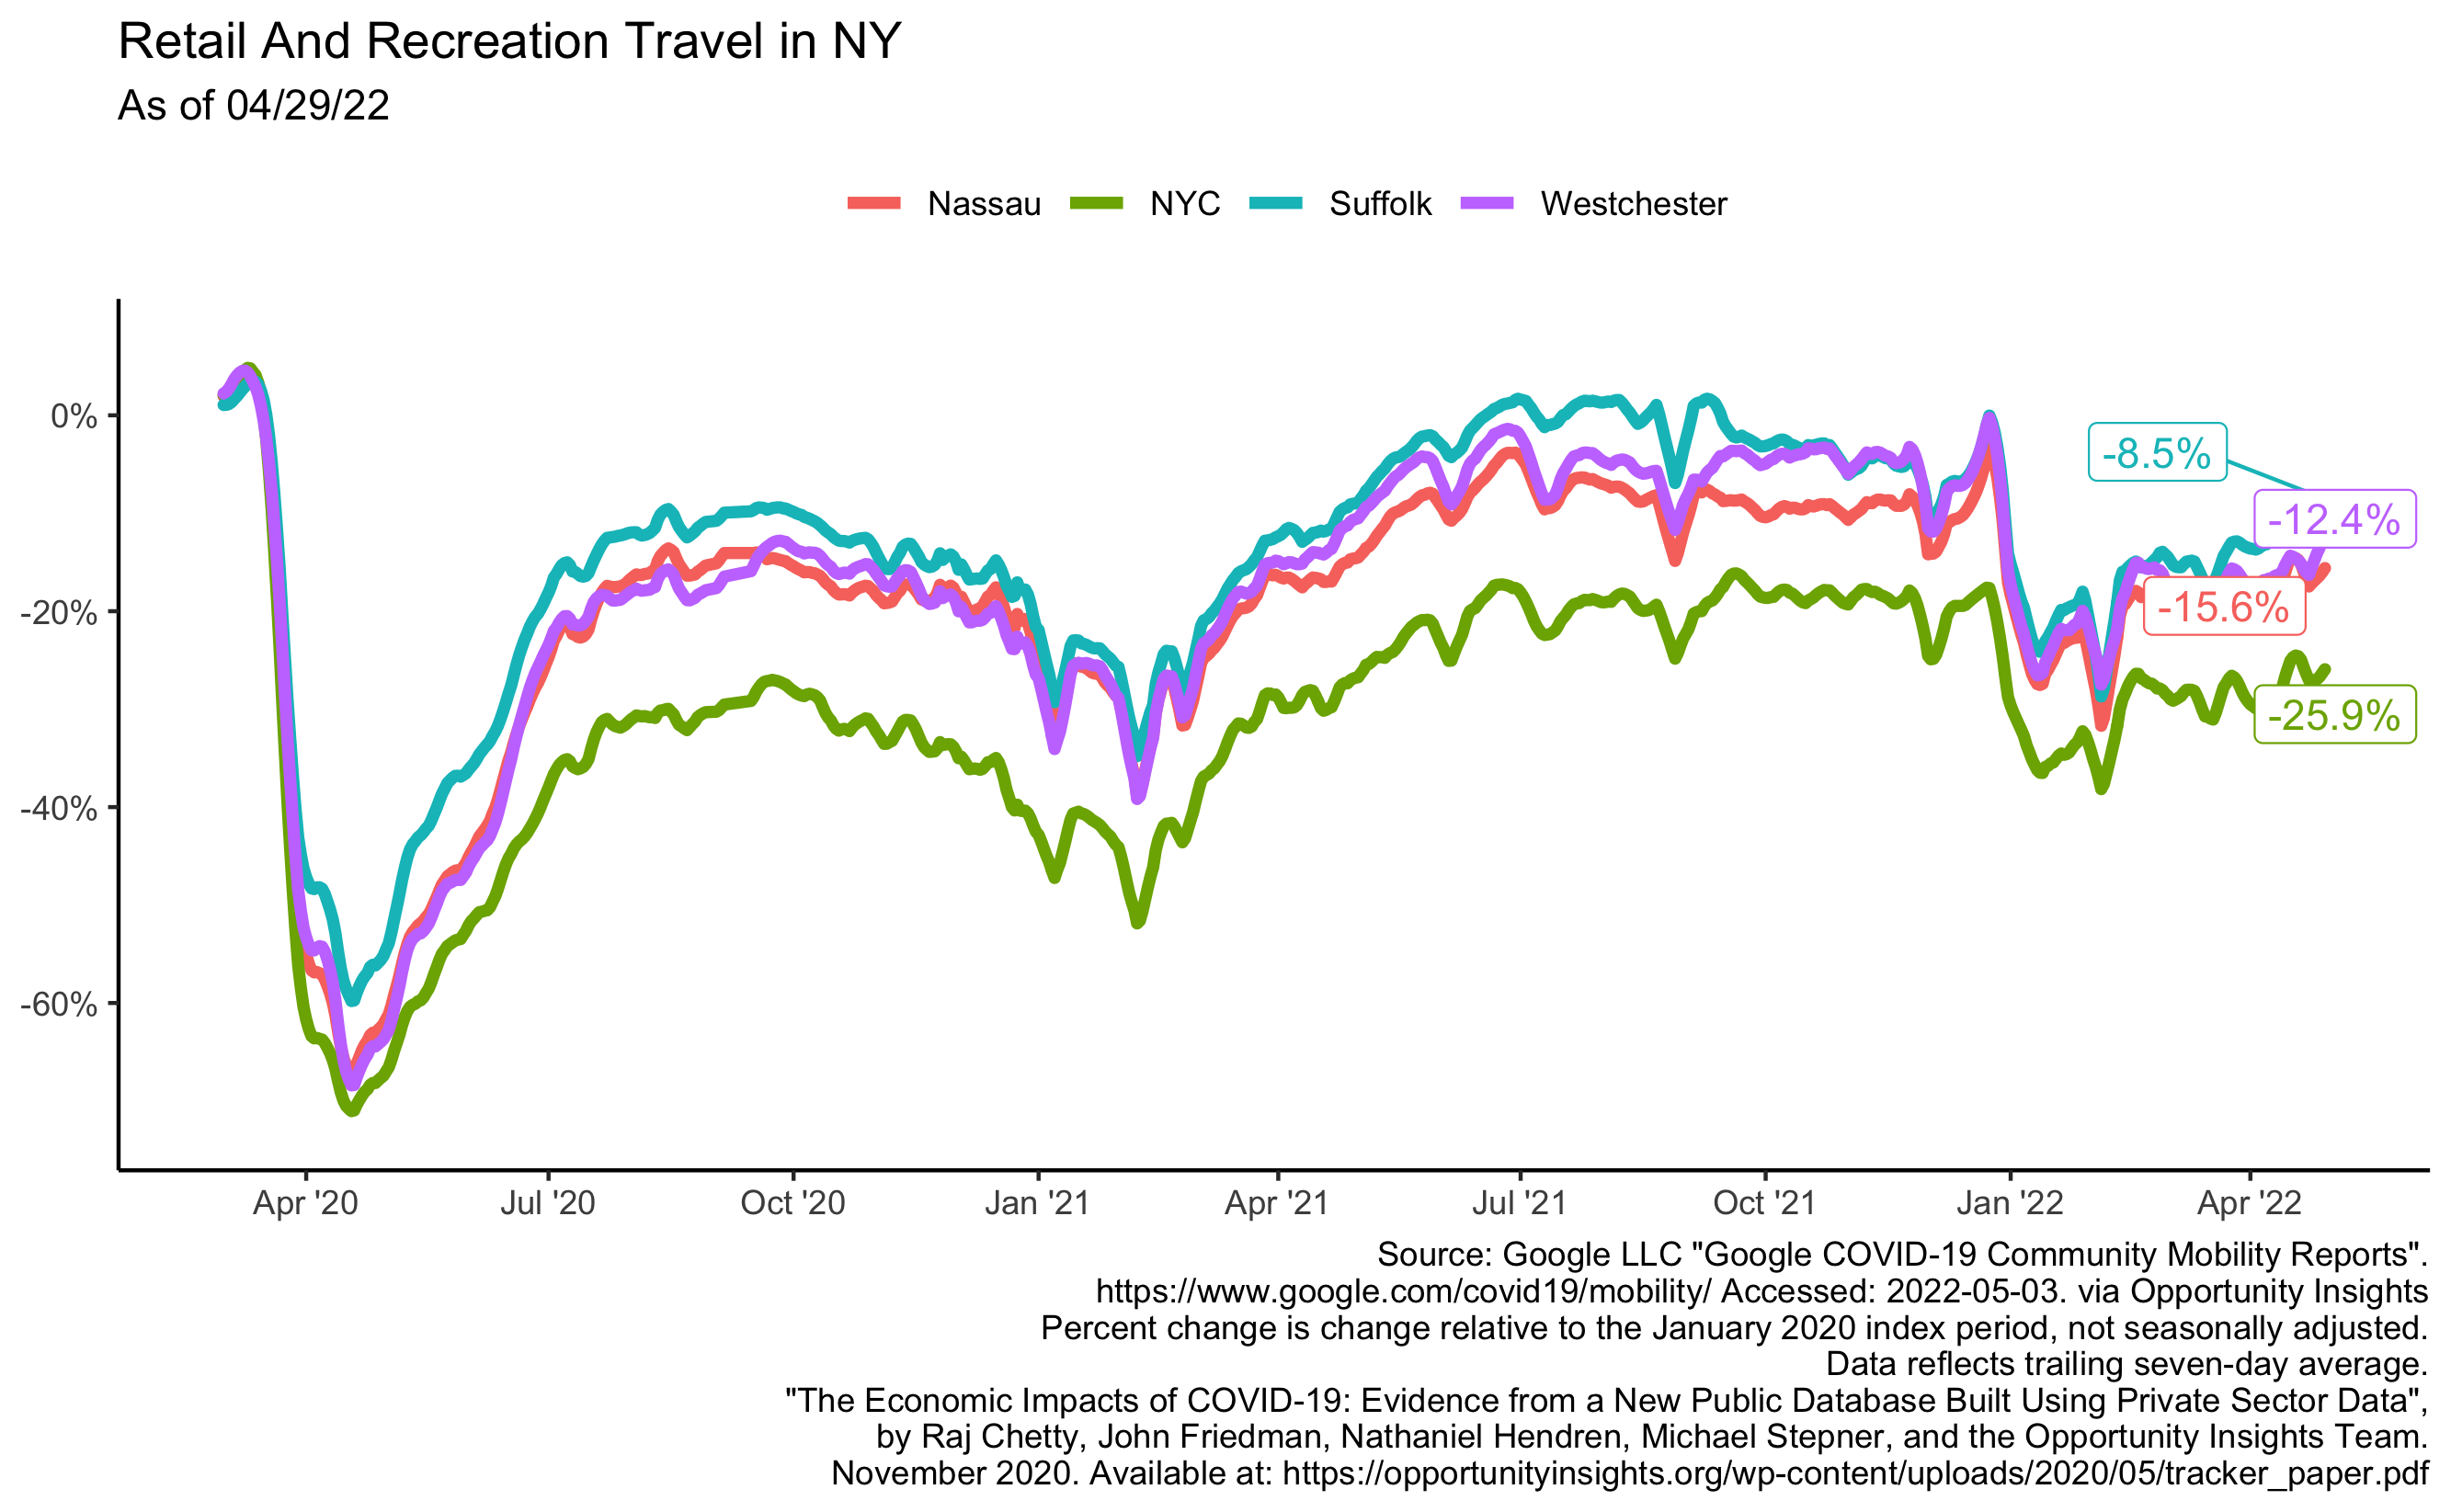 Retail And Recreation Travel in NY
As of 04/29/22
Nassau NYC Suffolk Westchester
0%
-20%
-40%
-60%
-8.5%
-12.4%
-15.6%
-25.9%
Apr '20 Jul '20 Oct '20 Jan '21 Apr '21 Jul '21 Oct '21 Jan '22 Apr '22
Source: Google LLC "Google COVID-19 Community Mobility Reports".
https://www.google.com/covid19/mobility/ Accessed: 2022-05-03. via Opportunity Insights
Percent change is change relative to the January 2020 index period, not seasonally adjusted.
Data reflects trailing seven-day average.
"The Economic Impacts of COVID-19: Evidence from a New Public Database Built Using Private Sector Data",
by Raj Chetty, John Friedman, Nathaniel Hendren, Michael Stepner, and the Opportunity Insights Team.
November 2020. Available at: https://opportunityinsights.org/wp-content/uploads/2020/05/tracker_paper.pdf